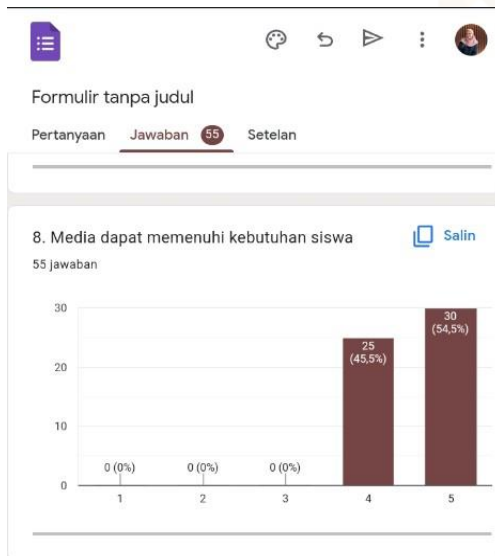 Formulir tanpa judul
Pertanyaan Jawaban 55 Setelan
8. Media dapat memenuhi kebutuhan siswa
Salin
55 jawaban
30
20
10
0
0 (0%)
0 (0%)
0 (0%)
25
(45,5%)
30
(54,5%)
1 2 3 4 5